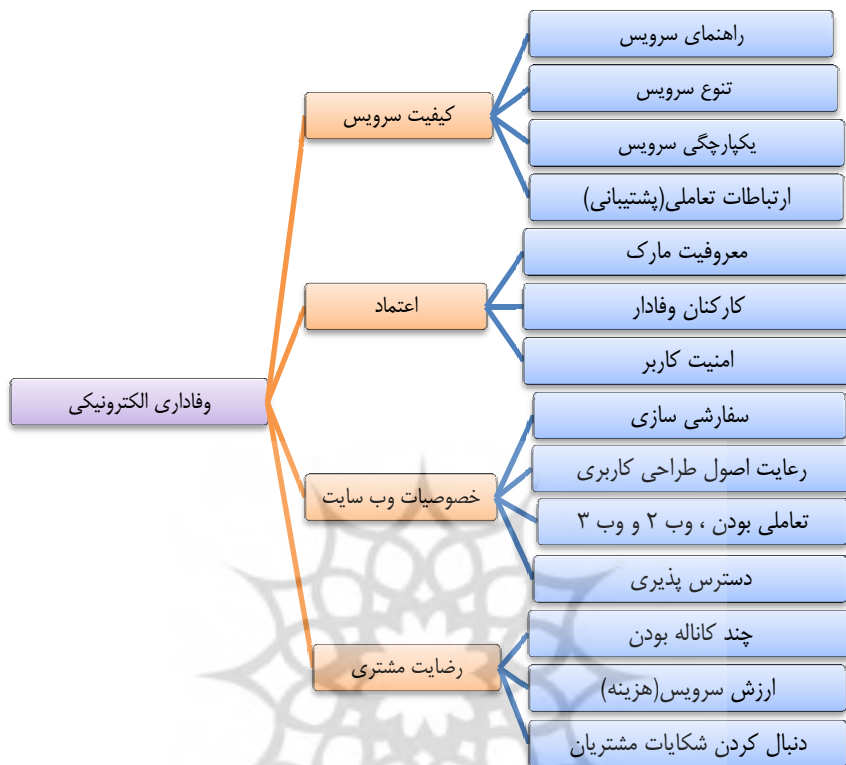 وفاداری الکترونیکی
کیفیت سرویس
راهنمای سرویس
تنوع سرویس
یکپارچگی سرویس
ارتباطات تعاملی(پشتیبانی)
اعتماد
معروفیت مارک
کارکنان وفادار
امنیت کاربر
خصوصیات وب سایت
سفارشی سازی
رعایت اصول طراحی کاربری
تعاملی بودن ، وب ۲ و وب ۳
دسترس پذیری
رضایت مشتری
چند کاناله بودن
ارزش سرویس(هزینه)
دنبال کردن شکایات مشتریان